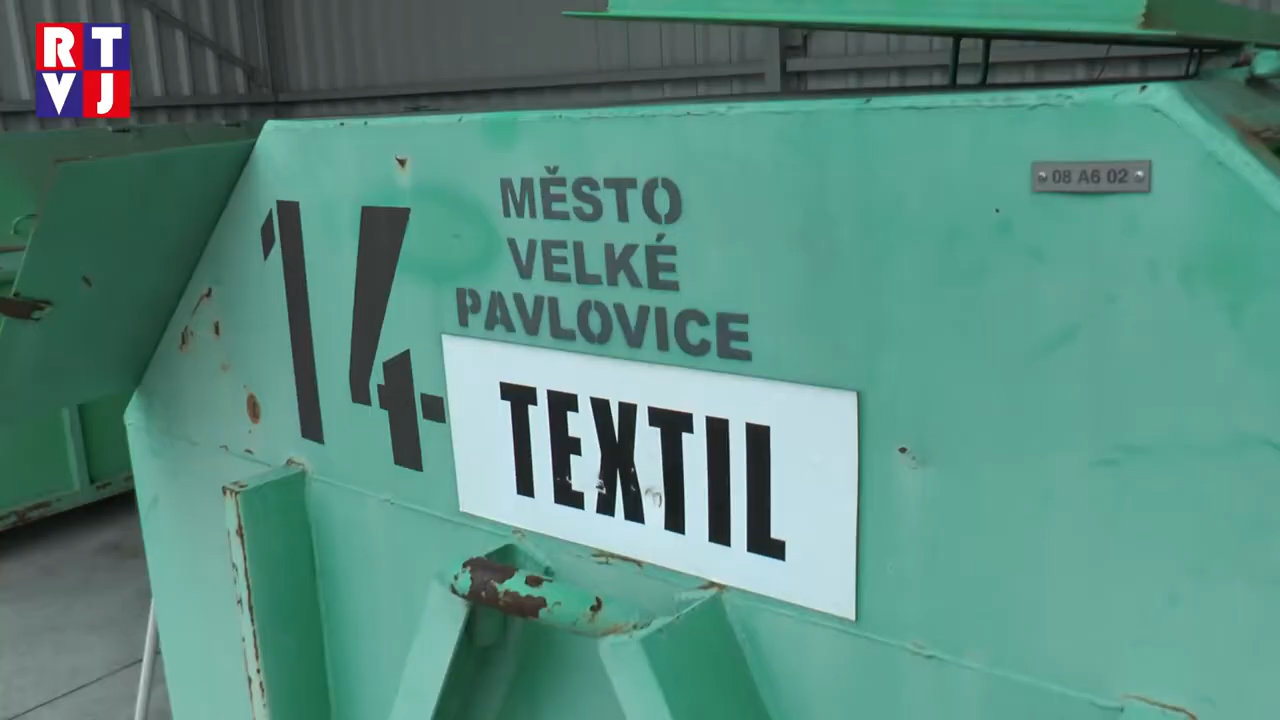 RT
VJ
08 A6 02
14.
MĚSTO
VELKÉ
PAVLOVICE
TEXTIL